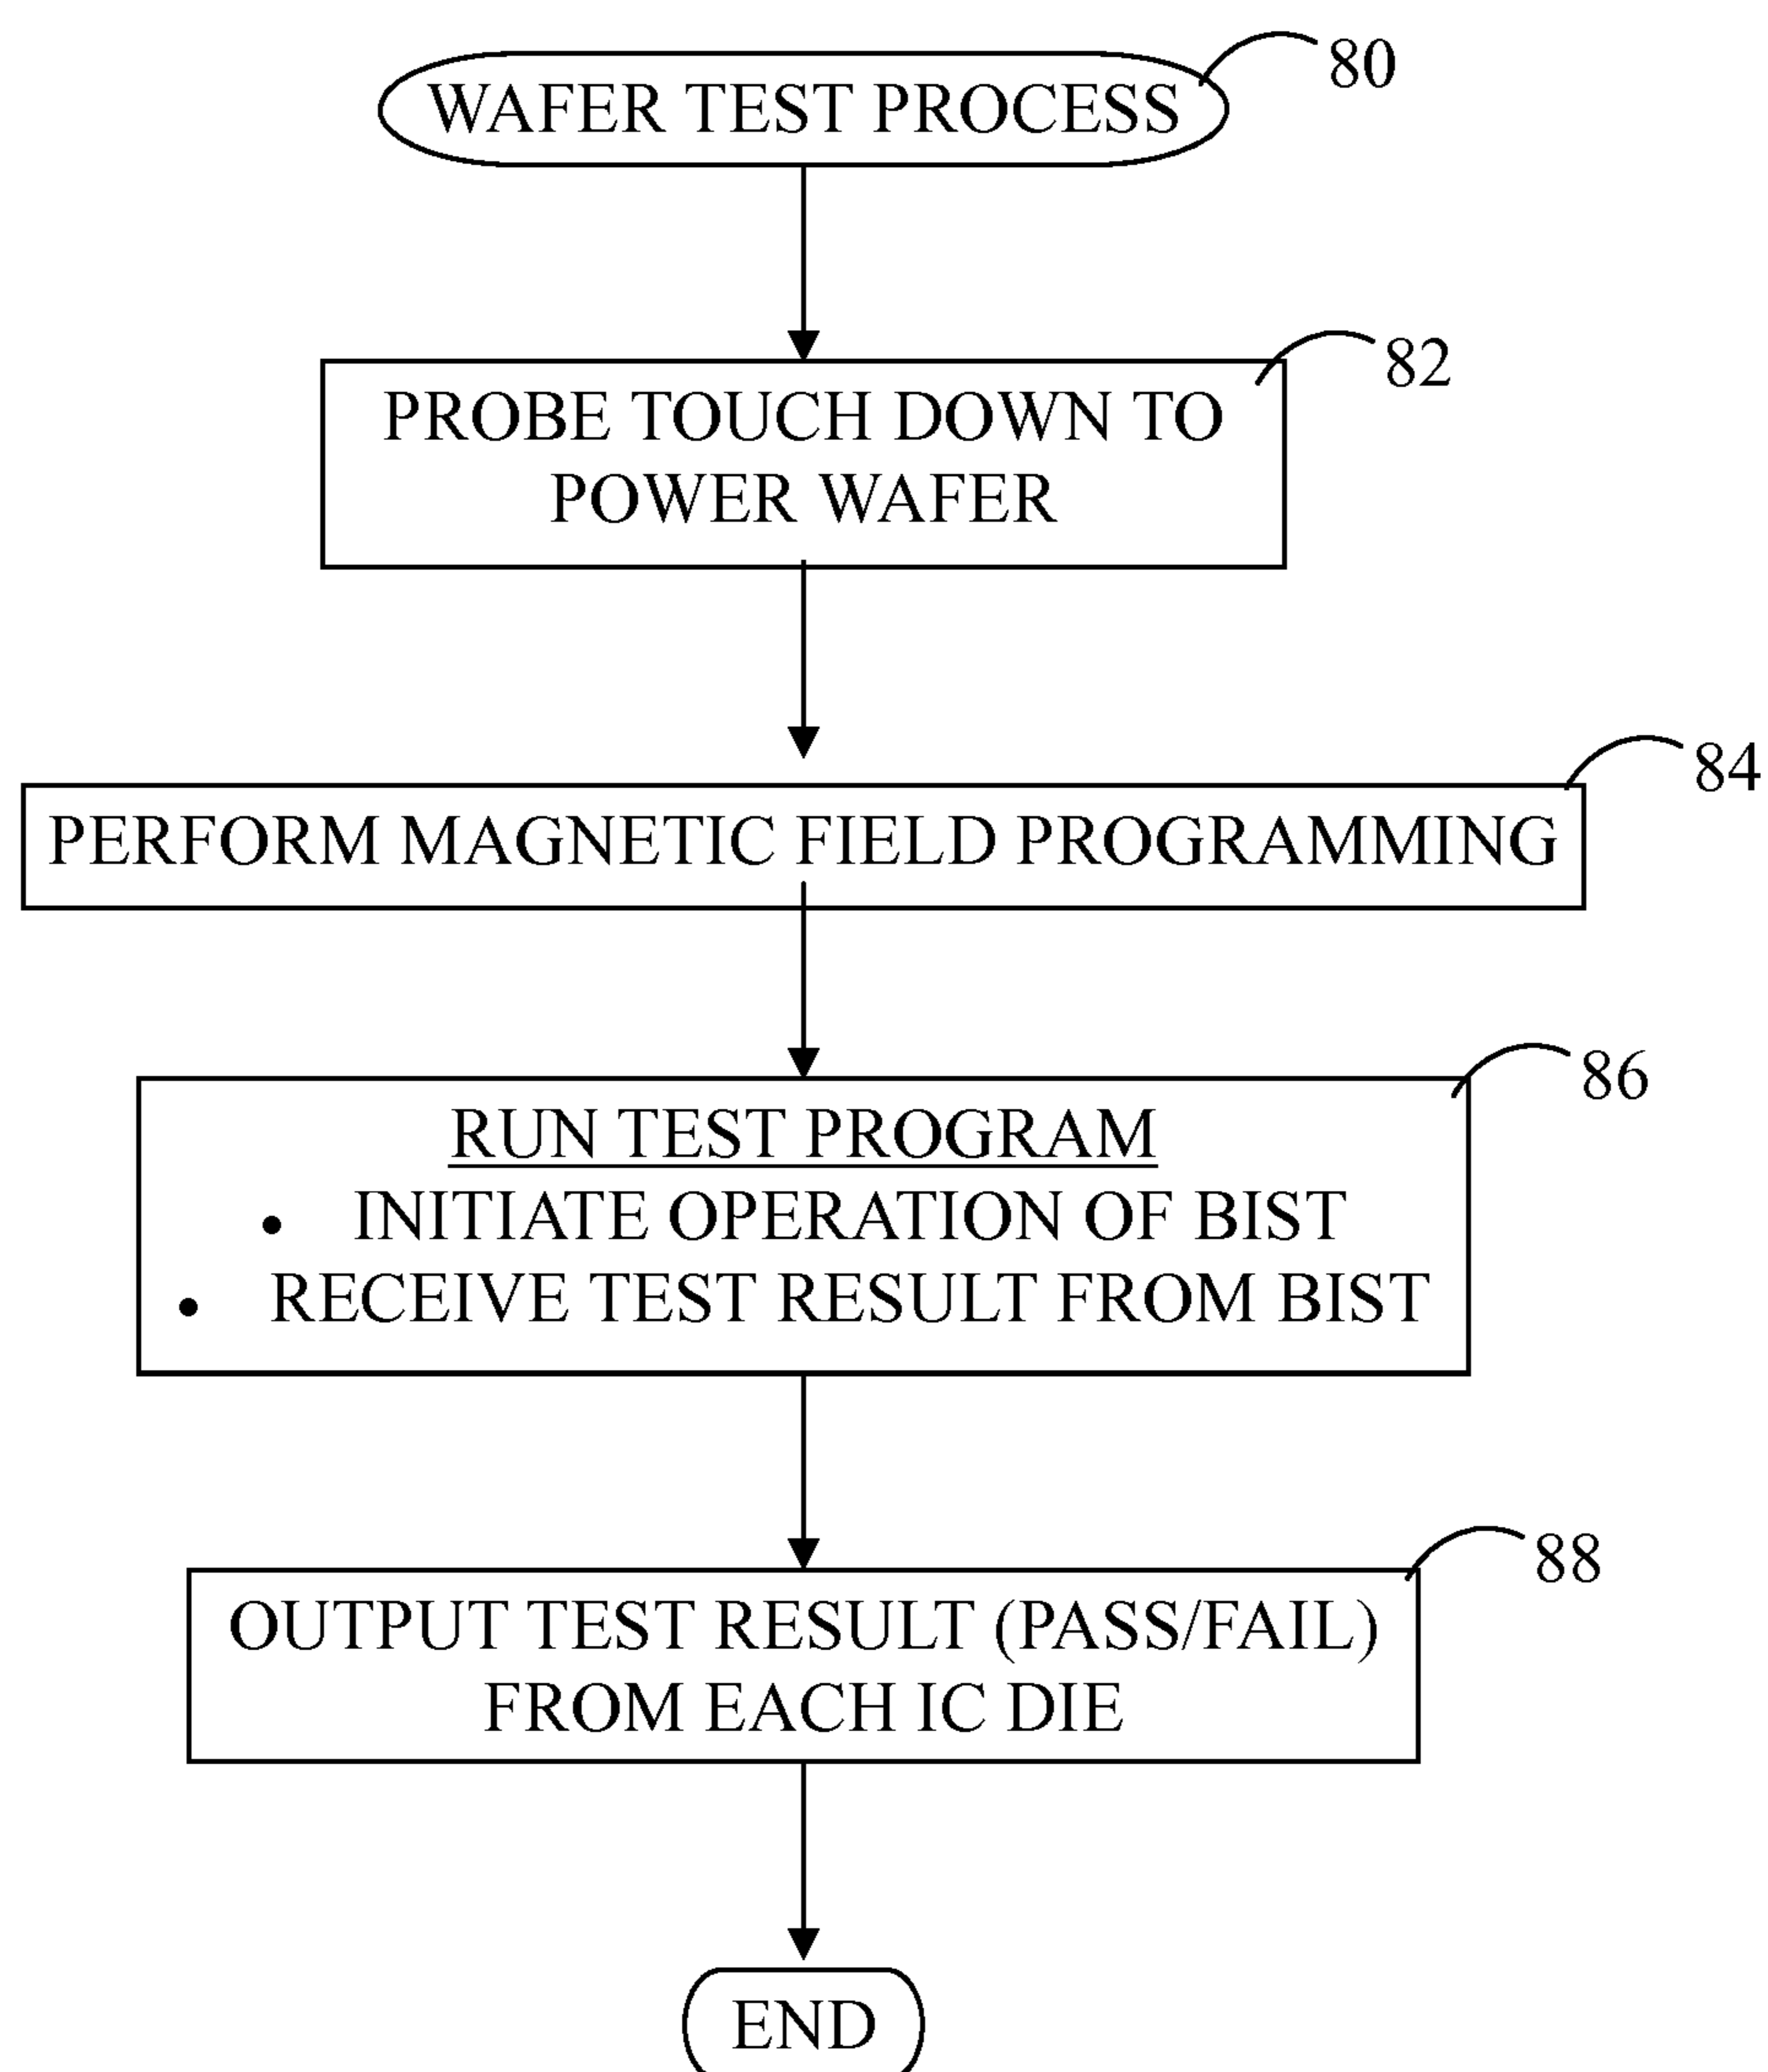 WAFER TEST PROCESS
80
PROBE TOUCH DOWN TO
POWER WAFER
82
PERFORM MAGNETIC FIELD PROGRAMMING
84
RUN TEST PROGRAM
• INITIATE OPERATION OF BIST
• RECEIVE TEST RESULT FROM BIST
86
OUTPUT TEST RESULT (PASS/FAIL)
FROM EACH IC DIE
88
END